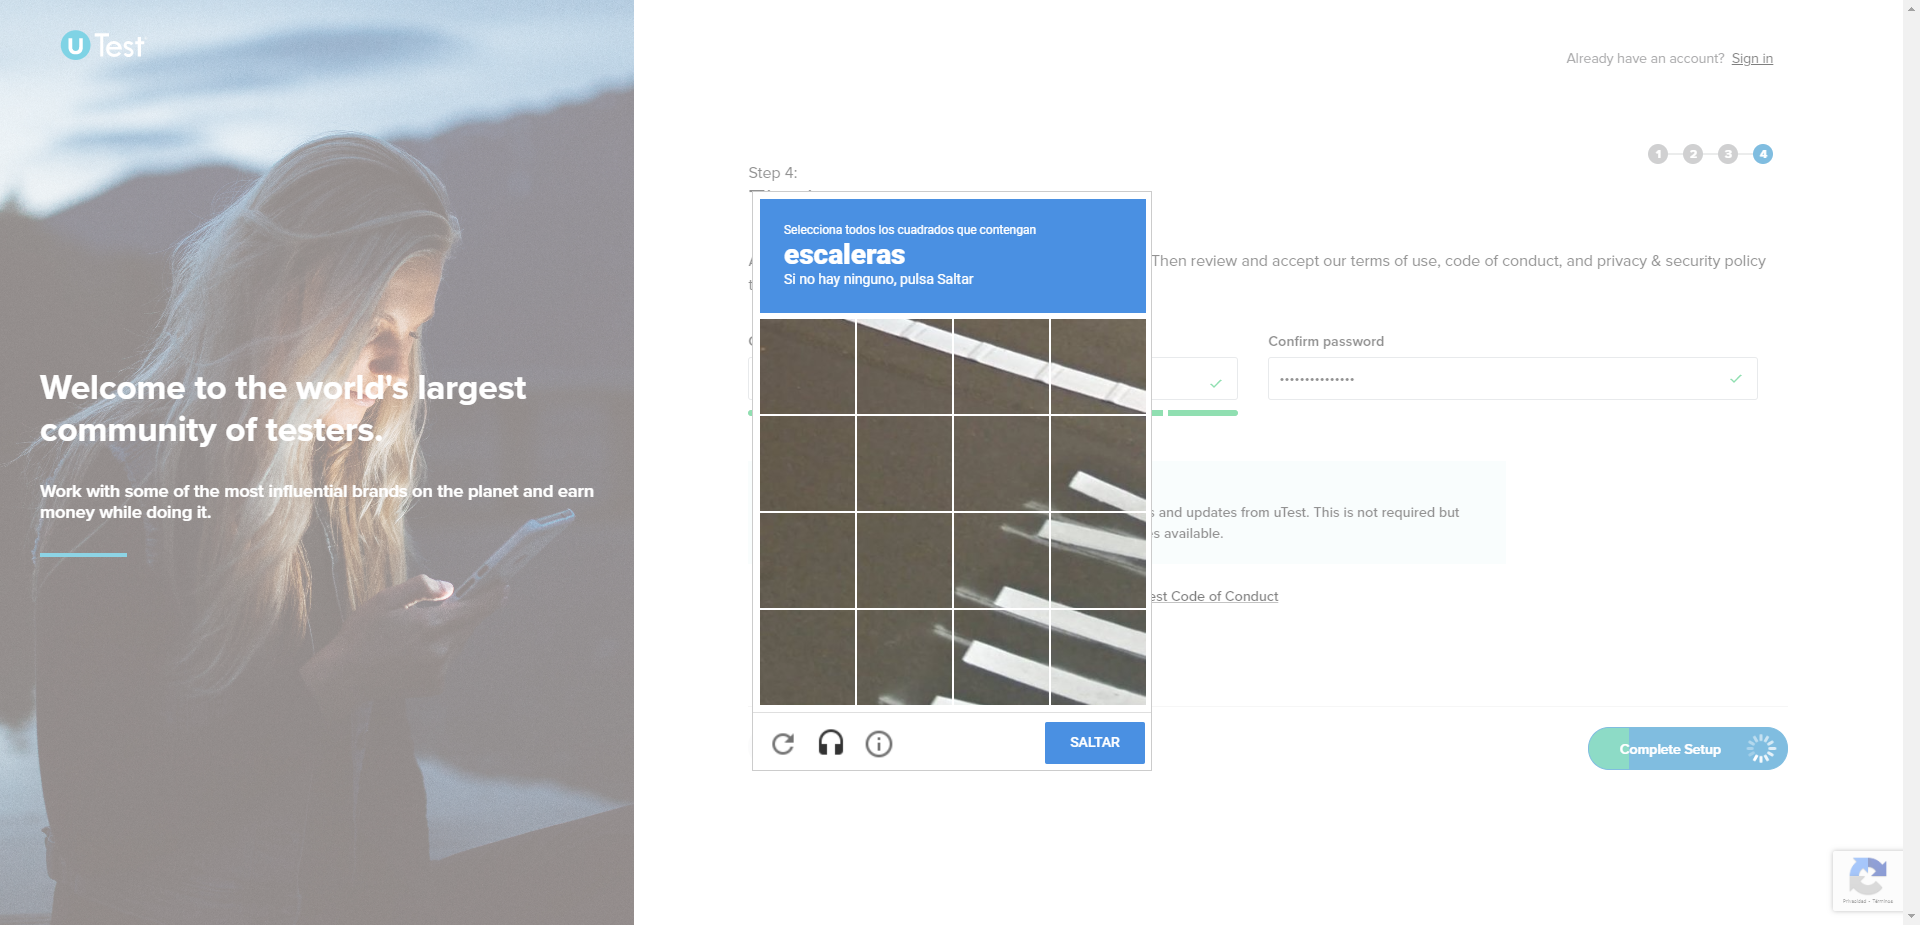 U Test
Already have an account? Sign in
1 2 3 4
Step 4:
Selecciona todos los cuadrados que contengan
escaleras
Si no hay ninguno, pulsa Saltar
Then review and accept our terms of use, code of conduct, and privacy & security policy
Confirm password
Welcome to the world's largest
community of testers.
Work with some of the most influential brands on the planet and earn
money while doing it.
and updates from uTest. This is not required but
available.
est Code of Conduct
SALTAR
Complete Setup
Privacidad - Términos